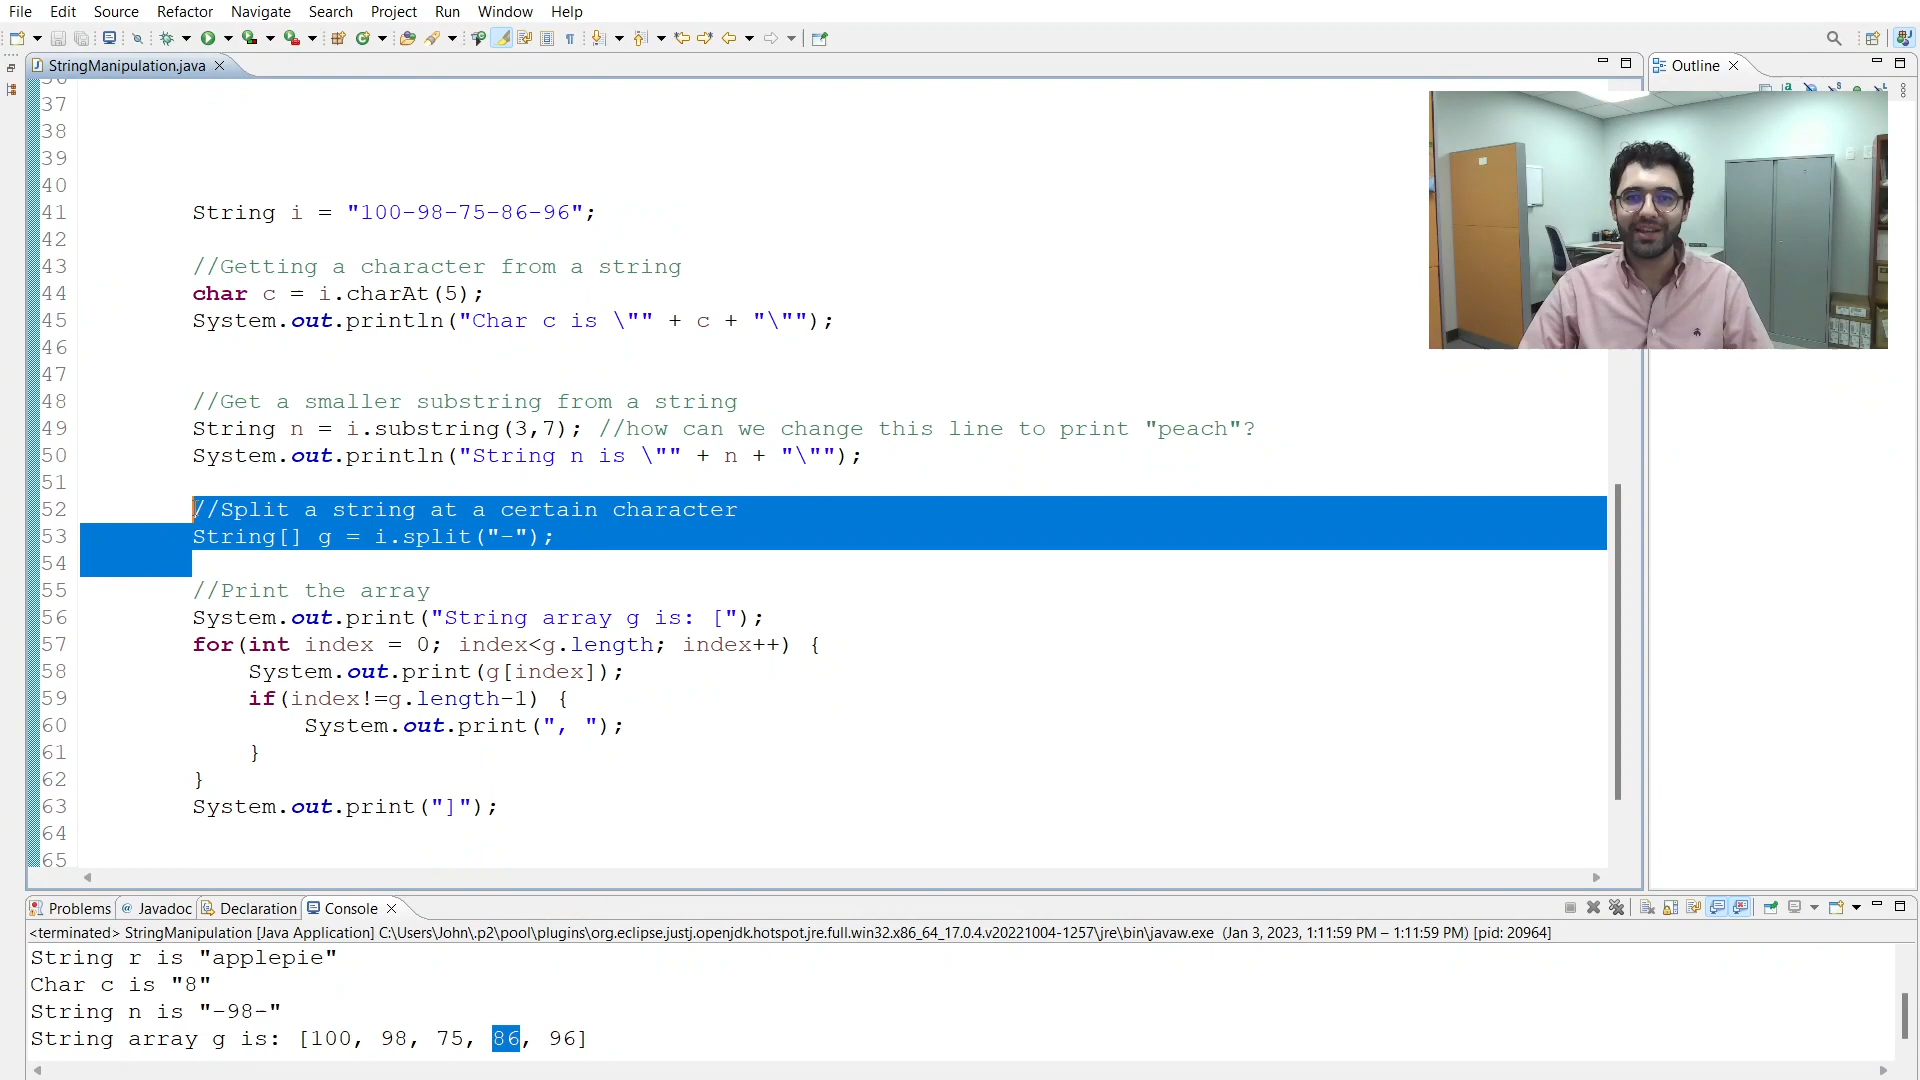 File Edit Source Refactor Navigate Search Project Run Window Help
StringManipulation.java
Outline
37
38
39
40
41 String i = "100-98-75-86-96";
42
43 //Getting a character from a string
44 char c = i.charAt(5);
45 System.out.println("Char c is \"" + c + "\"");
46
47
48 //Get a smaller substring from a string
49 String n = i.substring(3,7); //how can we change this line to print "peach"?
50 System.out.println("String n is \"" + n + "\"");
51
52 //Split a string at a certain character
53 String[] g = i.split("-");
54
55 //Print the array
56 System.out.print("String array g is: [");
57 for(int index = 0; index<g.length; index++) {
58 System.out.print(g[index]);
59 if(index!=g.length-1) {
60 System.out.print(", ");
61 }
62 }
63 System.out.print("]");
64
65
Problems @ Javadoc Declaration Console
<terminated> StringManipulation [Java Application] C:\Users\John\.p2\pool\plugins\org.eclipse.justj.openjdk.hotspot.jre.full.win32.x86_64_17.0.4.v20221004-1257\jre\bin\javaw.exe (Jan 3, 2023, 1:11:59 PM – 1:11:59 PM) [pid: 20964]
String r is "applepie"
Char c is "8"
String n is "-98-"
String array g is: [100, 98, 75, 86, 96]